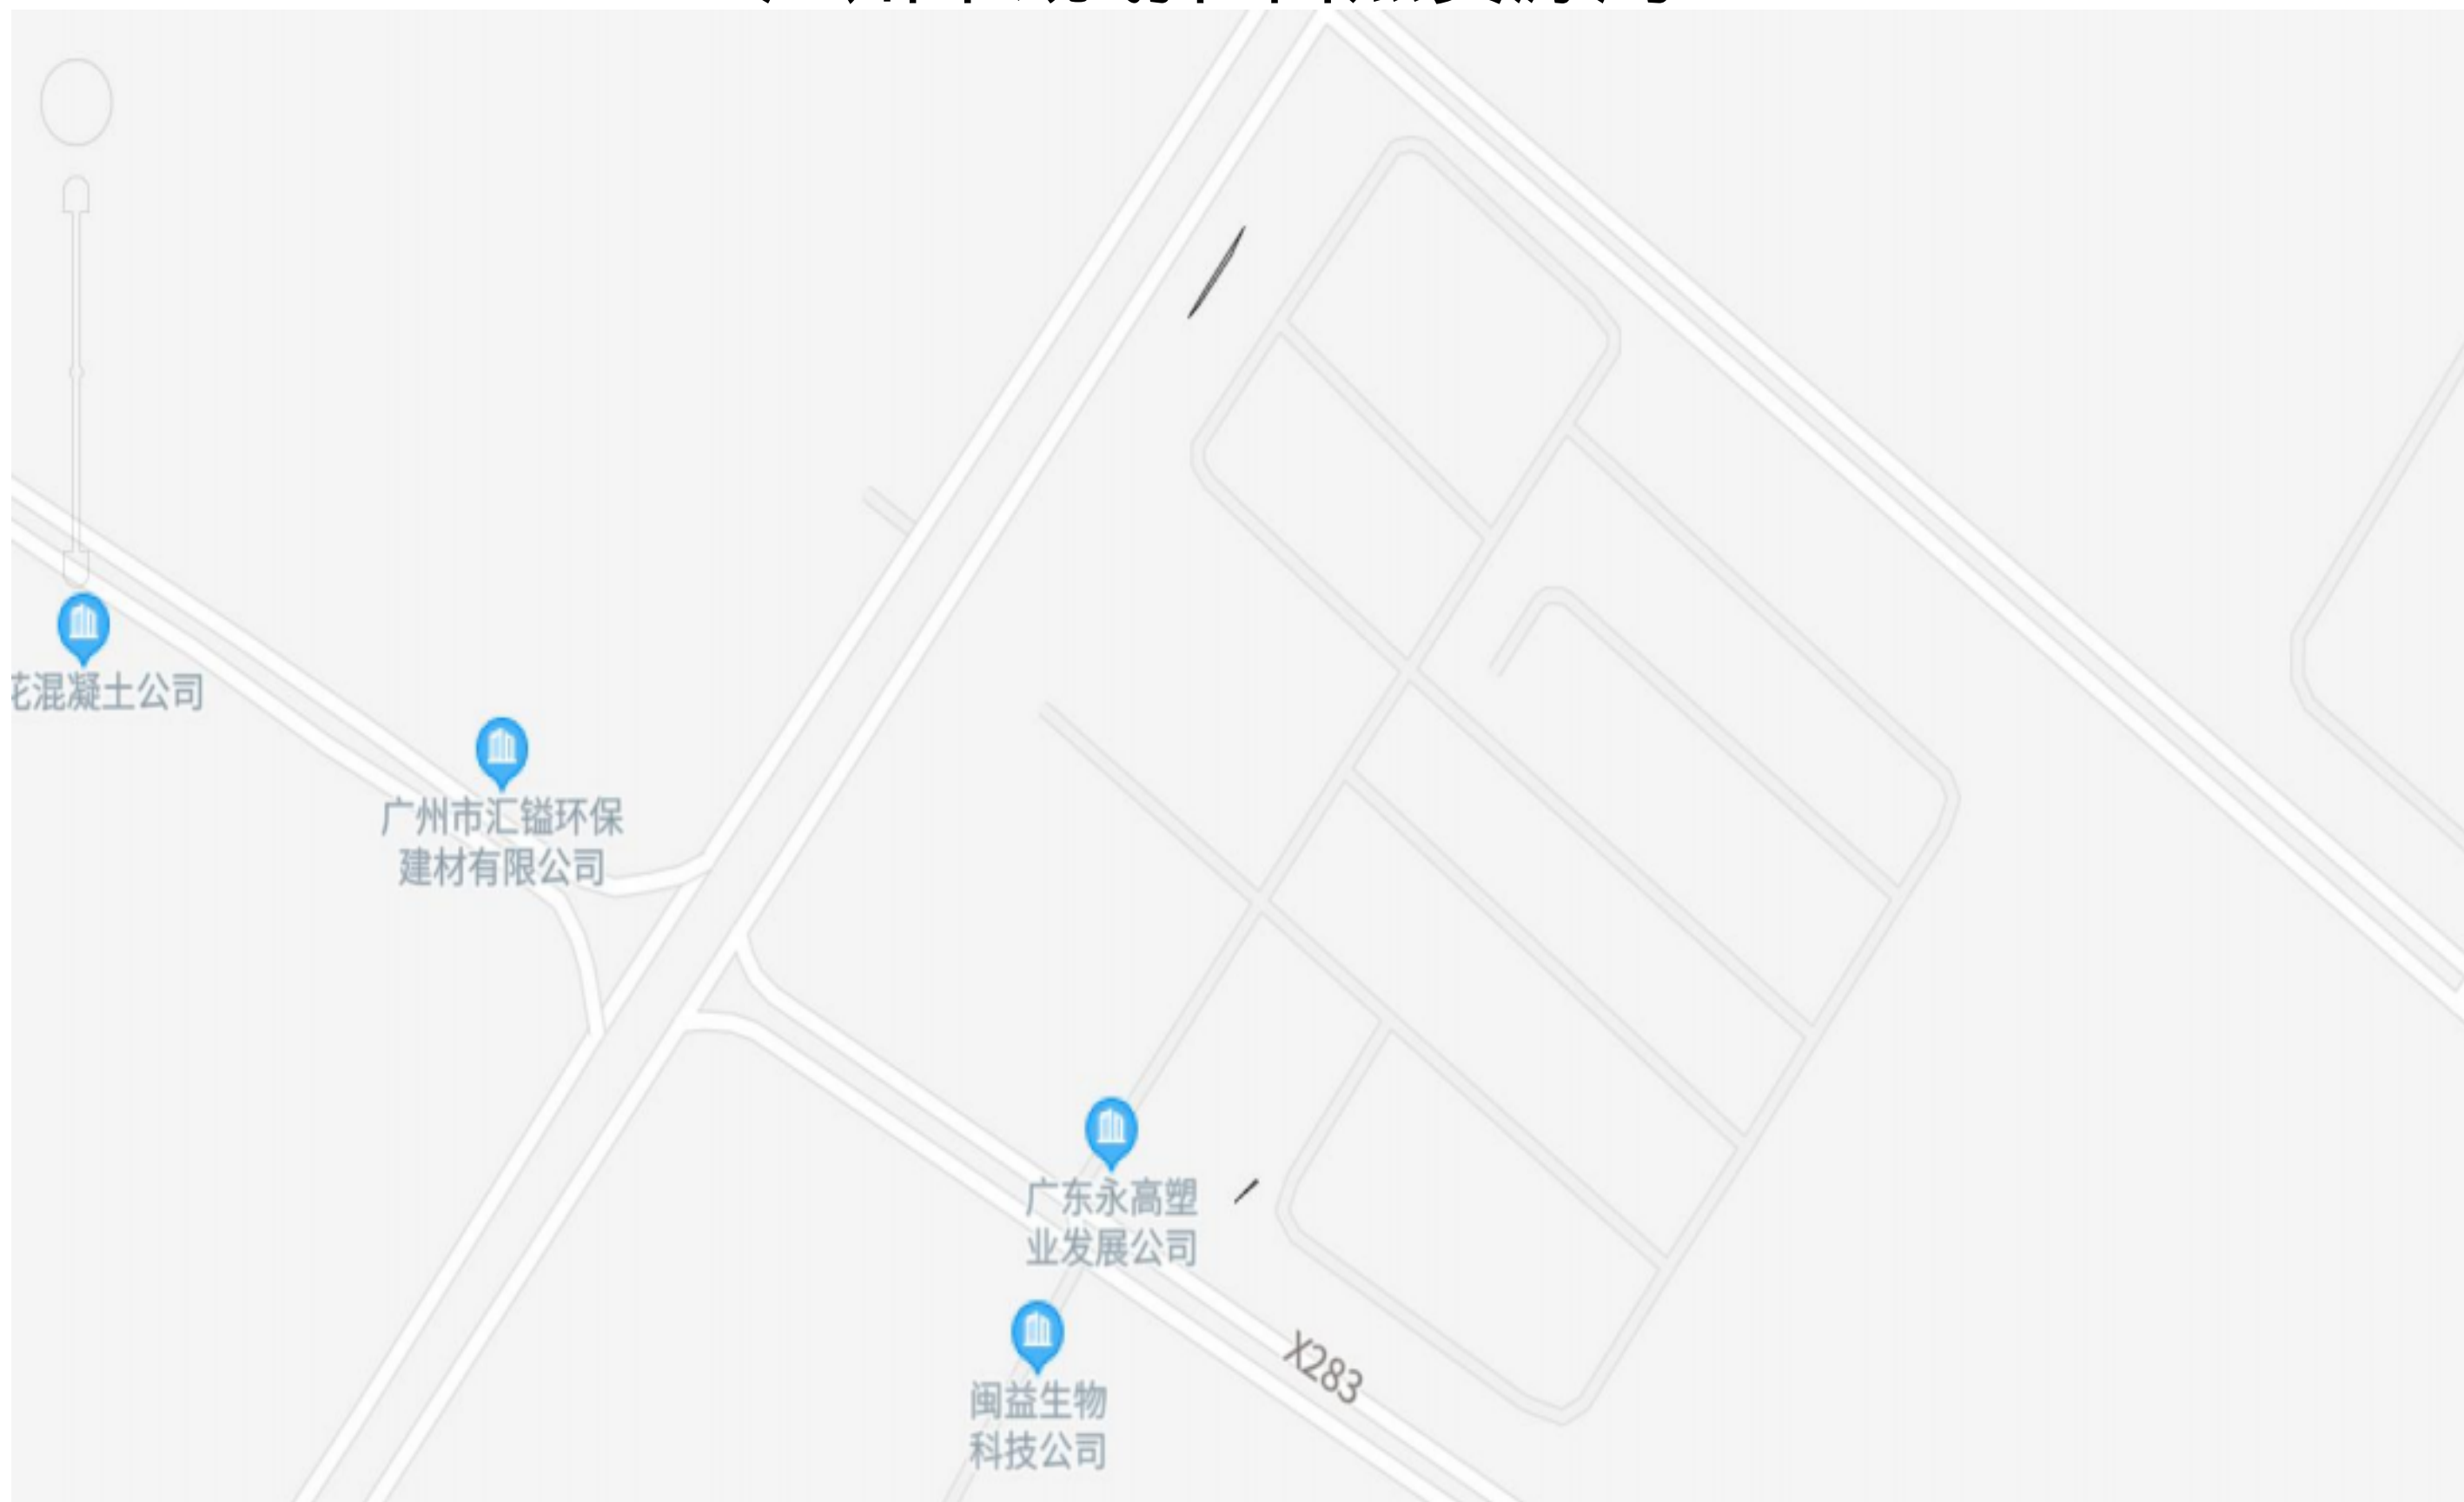 花混凝土公司
广州市汇镒环保
建材有限公司
广东永高塑
业发展公司
X283
闽益生物
科技公司